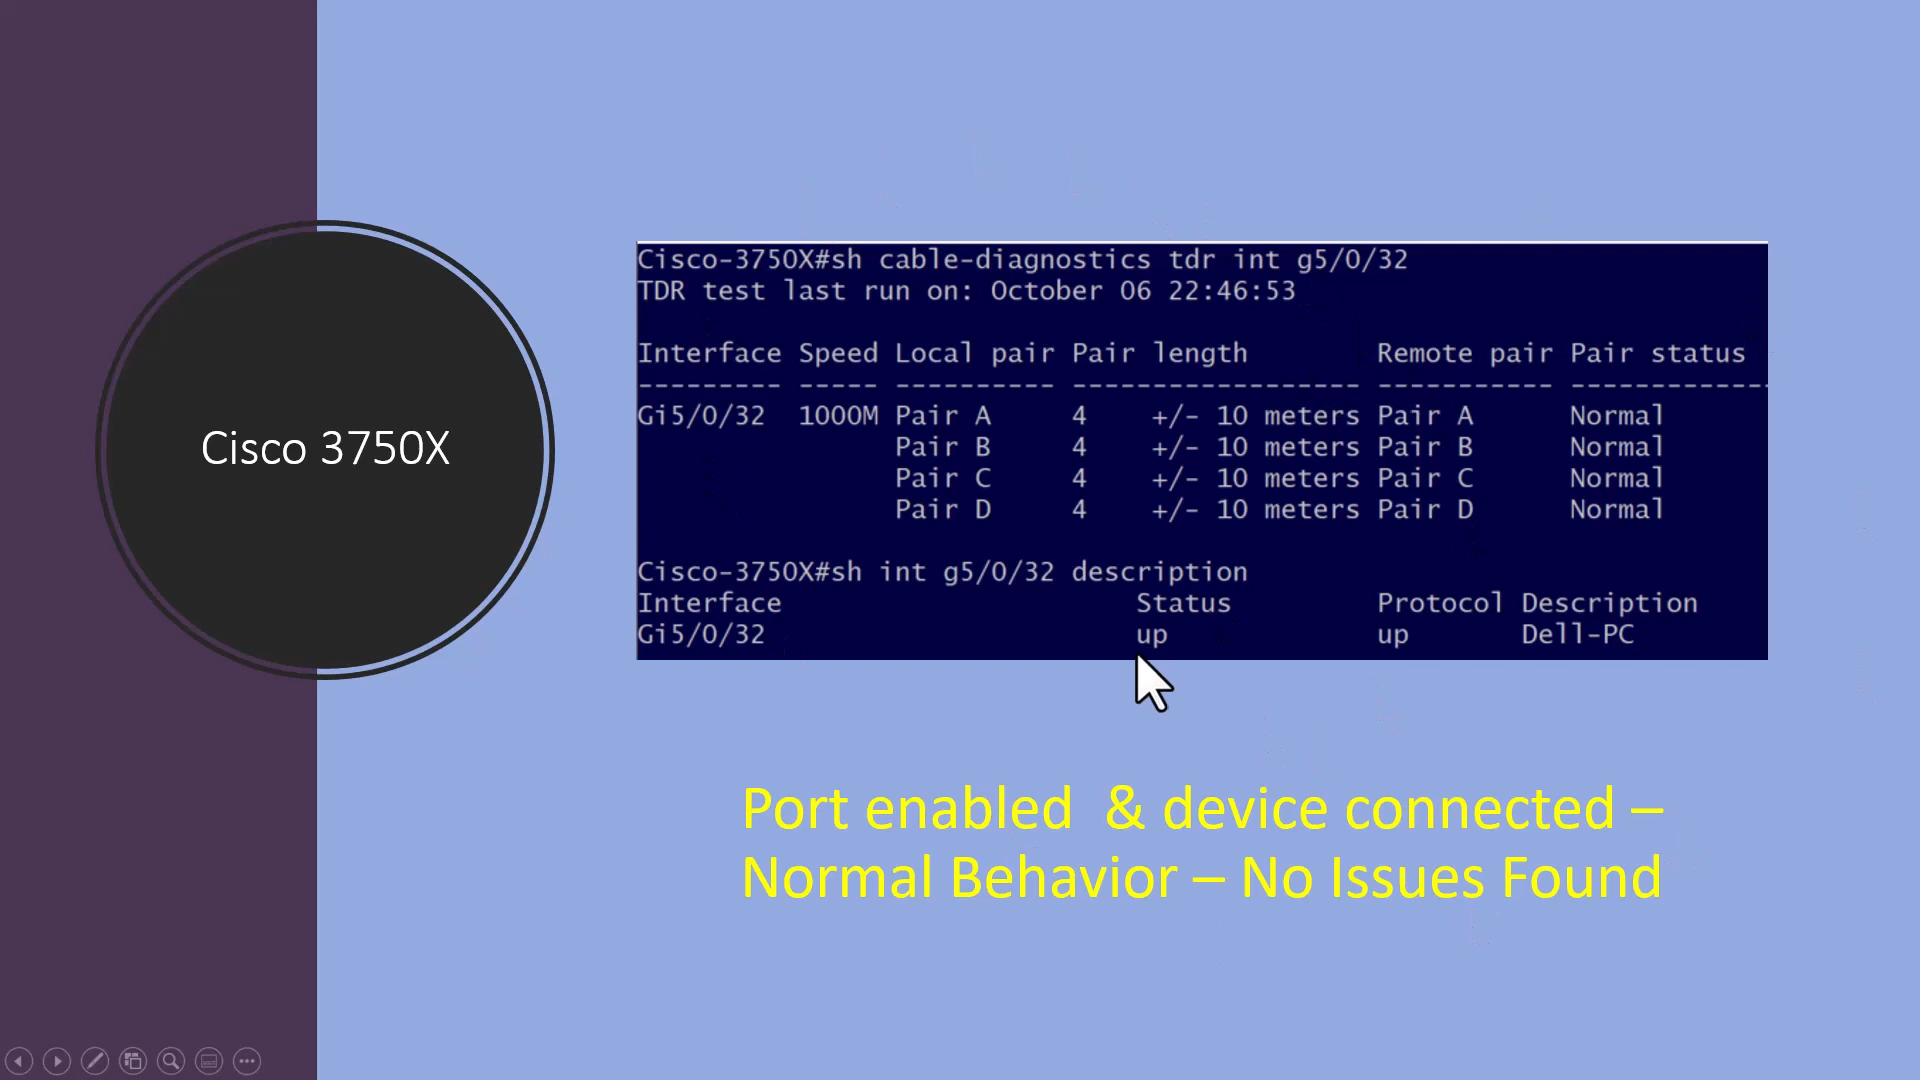 Cisco 3750X
Cisco-3750X#sh cable-diagnostics tdr int g5/0/32
TDR test last run on: October 06 22:46:53
Interface Speed Local pair Pair length Remote pair Pair status
--------- ----- ---------- ------------------ ----------- -------------
Gi5/0/32 1000M Pair A 4 +/- 10 meters Pair A Normal
Pair B 4 +/- 10 meters Pair B Normal
Pair C 4 +/- 10 meters Pair C Normal
Pair D 4 +/- 10 meters Pair D Normal
Cisco-3750X#sh int g5/0/32 description
Interface Status Protocol Description
Gi5/0/32 up up Dell-PC
Port enabled & device connected –
Normal Behavior – No Issues Found